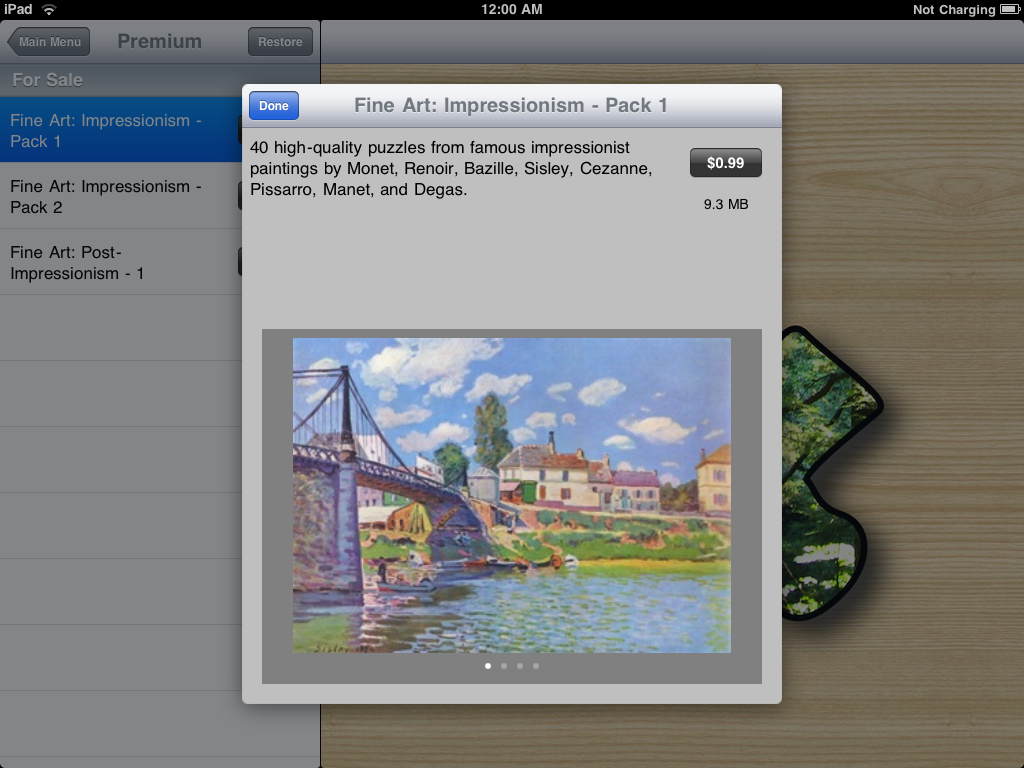 iPad
12:00 AM
Not Charging
Main Menu
Premium
Restore
For Sale
Fine Art: Impressionism -
Pack 1
Fine Art: Impressionism -
Pack 2
Fine Art: Post-
Impressionism - 1
Done
Fine Art: Impressionism - Pack 1
40 high-quality puzzles from famous impressionist
paintings by Monet, Renoir, Bazille, Sisley, Cezanne,
Pissarro, Manet, and Degas.
$0.99
9.3 MB